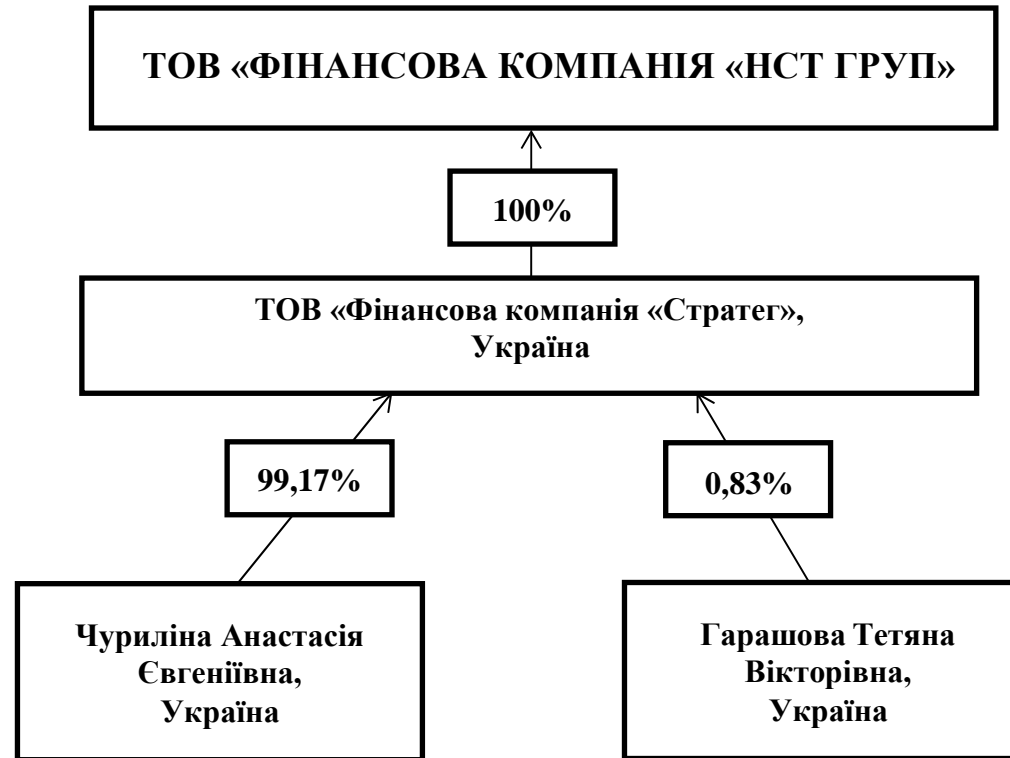 ТОВ «ФІНАНСОВА КОМПАНІЯ «НСТ ГРУП»
100%
ТОВ «Фінансова компанія «Стратег»,
Україна
99,17%
0,83%
Чуриліна Анастасія
Євгеніївна,
Україна
Гарашова Тетяна
Вікторівна,
Україна